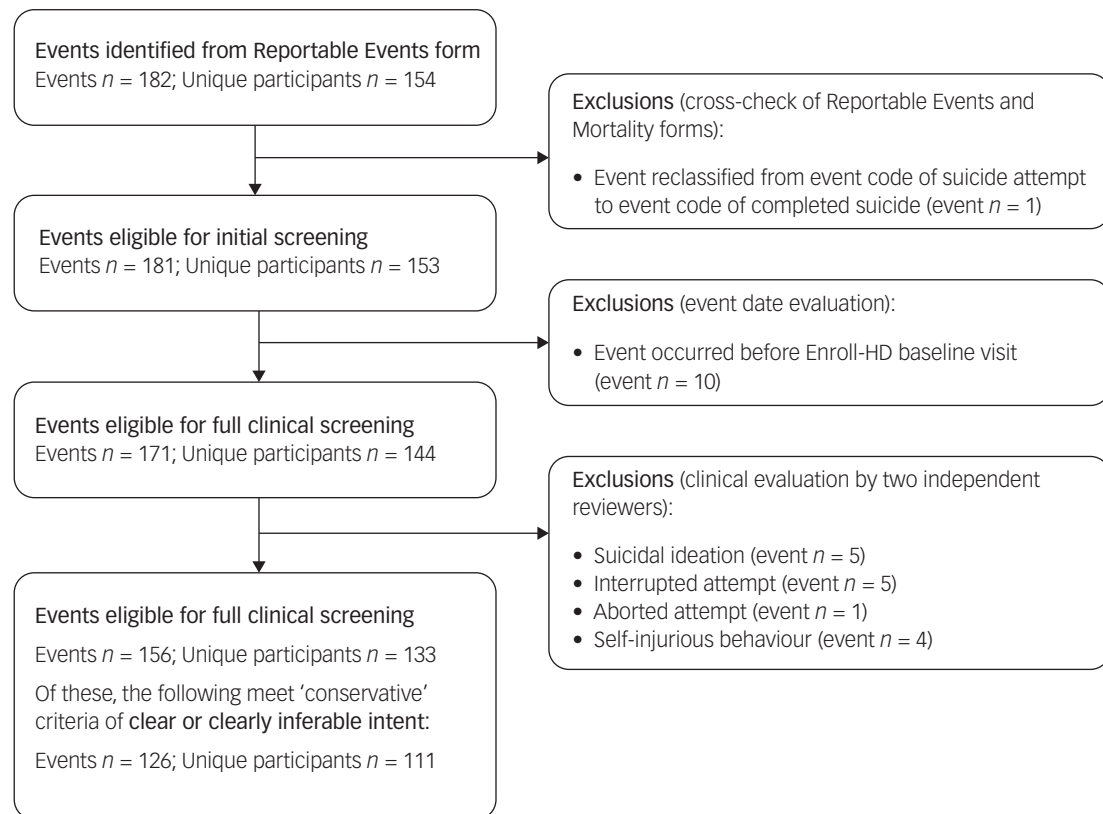 Events identified from Reportable Events form
Events n = 182; Unique participants n = 154
Exclusions (cross-check of Reportable Events and
Mortality forms):
• Event reclassified from event code of suicide attempt
to event code of completed suicide (event n = 1)
Events eligible for initial screening
Events n = 181; Unique participants n = 153
Exclusions (event date evaluation):
• Event occurred before Enroll-HD baseline visit
(event n = 10)
Events eligible for full clinical screening
Events n = 171; Unique participants n = 144
Exclusions (clinical evaluation by two independent
reviewers):
• Suicidal ideation (event n = 5)
• Interrupted attempt (event n = 5)
• Aborted attempt (event n = 1)
• Self-injurious behaviour (event n = 4)
Events eligible for full clinical screening
Events n = 156; Unique participants n = 133
Of these, the following meet ‘conservative’
criteria of clear or clearly inferable intent:
Events n = 126; Unique participants n = 111